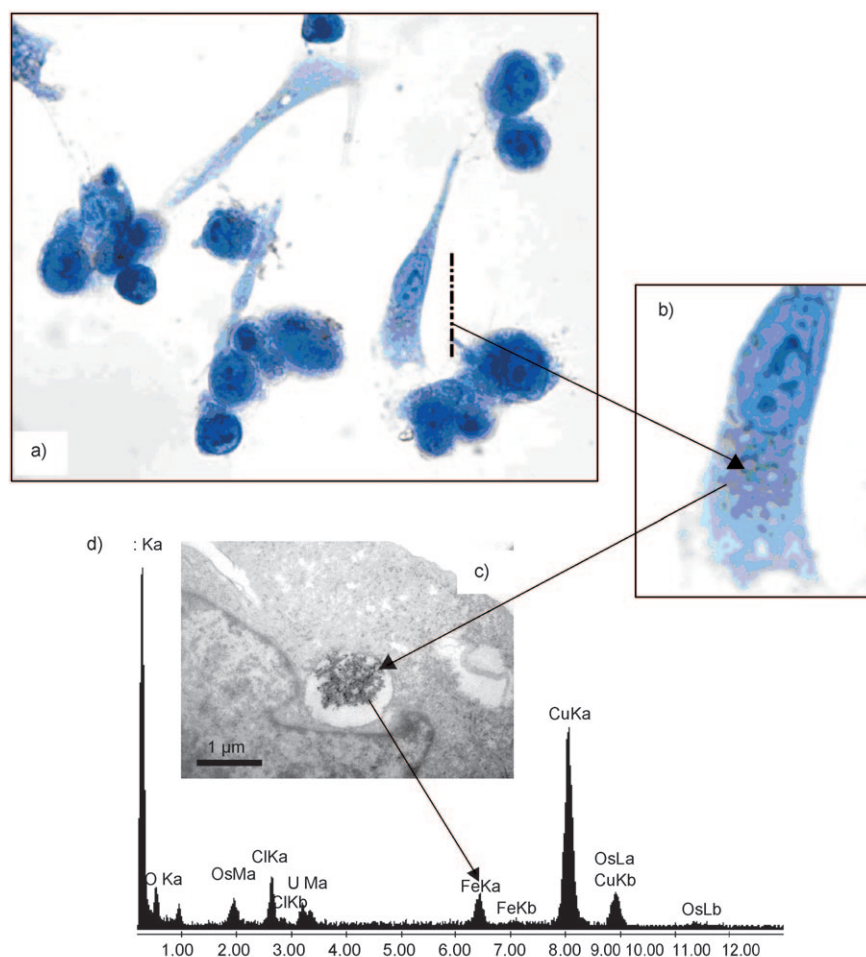 a)
b)
c)
d)
: Ka
1 µm
O Ka
OsMa
ClKa
ClKb
U Ma
FeKa
FeKb
CuKa
OsLa
CuKb
OsLb
1.00 2.00 3.00 4.00 5.00 6.00 7.00 8.00 9.00 10.00 11.00 12.00